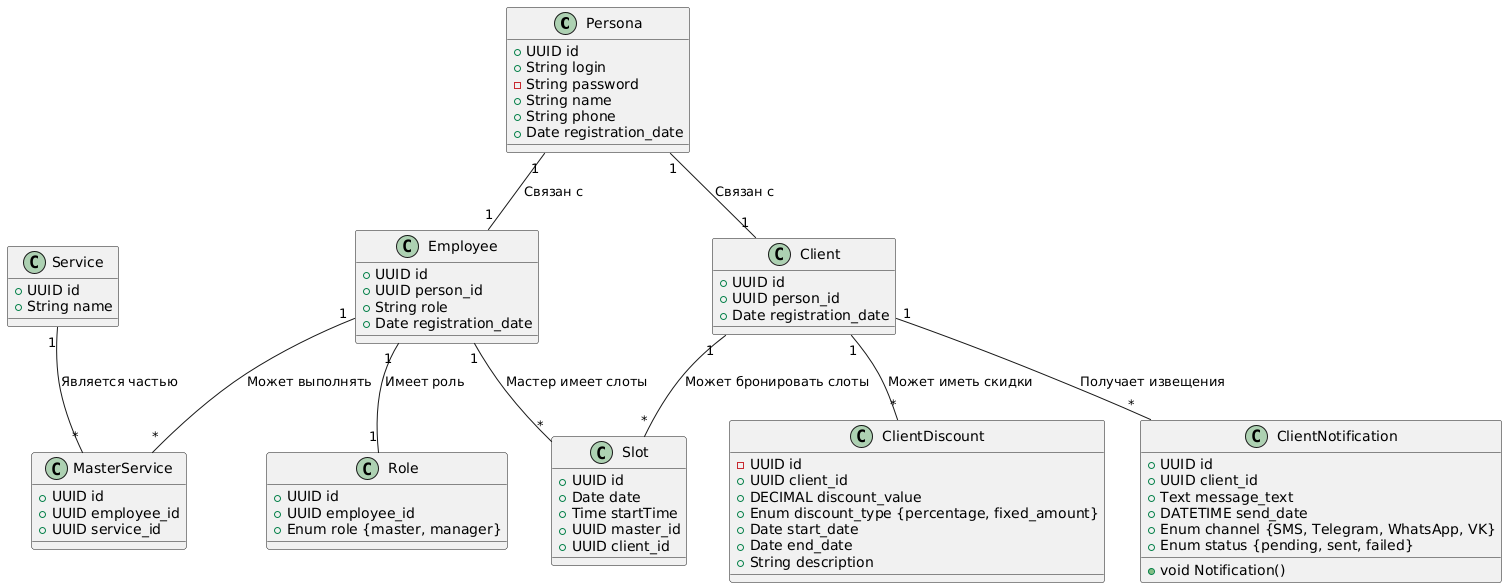 C Persona
UUID id
String login
String password
String name
String phone
Date registration_date
1
1
Связан с
Связан с
1
1
C Service
UUID id
String name
C Employee
UUID id
UUID person_id
String role
Date registration_date
C Client
UUID id
UUID person_id
Date registration_date
1
1
1
1
1
1
1
Является частью
Может выполнять
Имеет роль
Мастер имеет слоты
Может бронировать слоты
Может иметь скидки
Получает извещения
*
*
1
*
*
*
*
C MasterService
UUID id
UUID employee_id
UUID service_id
C Role
UUID id
UUID employee_id
Enum role {master, manager}
C Slot
UUID id
Date date
Time startTime
UUID master_id
UUID client_id
C ClientDiscount
UUID id
UUID client_id
DECIMAL discount_value
Enum discount_type {percentage, fixed_amount}
Date start_date
Date end_date
String description
C ClientNotification
UUID id
UUID client_id
Text message_text
DATETIME send_date
Enum channel {SMS, Telegram, WhatsApp, VK}
Enum status {pending, sent, failed}
void Notification()